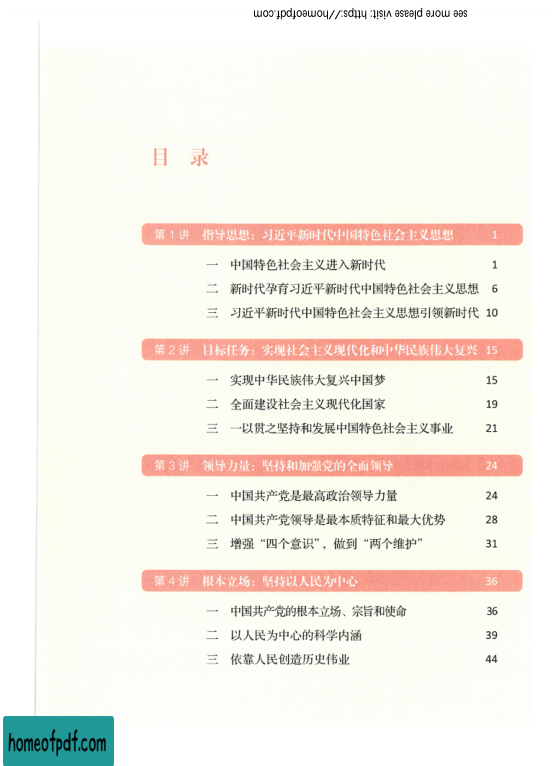 see more please visit: https://homeofpdf.com
目 录
第 1 讲 指导思想：习近平新时代中国特色社会主义思想 1
一 中国特色社会主义进入新时代 1
二 新时代孕育习近平新时代中国特色社会主义思想 6
三 习近平新时代中国特色社会主义思想引领新时代 10
第 2 讲 目标任务：实现社会主义现代化和中华民族伟大复兴 15
一 实现中华民族伟大复兴中国梦 15
二 全面建设社会主义现代化国家 19
三 一以贯之坚持和发展中国特色社会主义事业 21
第 3 讲 领导力量：坚持和加强党的全面领导 24
一 中国共产党是最高政治领导力量 24
二 中国共产党领导是最本质特征和最大优势 28
三 增强“四个意识”，做到“两个维护” 31
第 4 讲 根本立场：坚持以人民为中心 36
一 中国共产党的根本立场、宗旨和使命 36
二 以人民为中心的科学内涵 39
三 依靠人民创造历史伟业 44
homeofpdf.com